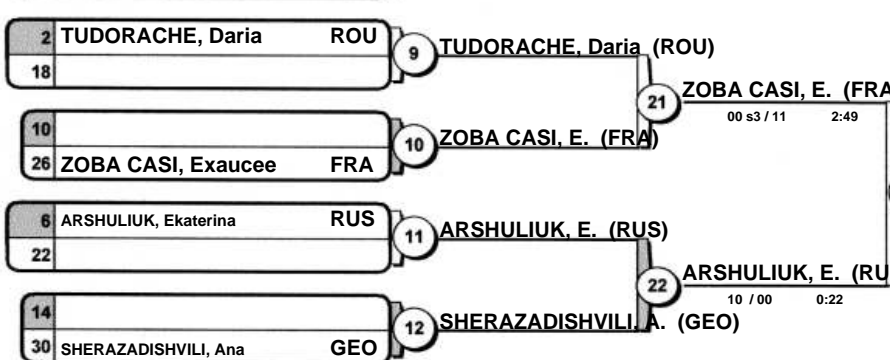 2 TUDORACHE, Daria ROU
18
9
TUDORACHE, Daria (ROU)
10
26 ZOBA CASI, Exaucee FRA
10
ZOBA CASI, E. (FRA)
21
ZOBA CASI, E. (FRA
00 s3 / 11 2:49
6 ARSHULIUK, Ekaterina RUS
22
11
ARSHULIUK, E. (RUS)
14
30 SHERAZADISHVILI, Ana GEO
12
SHERAZADISHVILI, A. (GEO)
22
ARSHULIUK, E. (RU
10 / 00 0:22